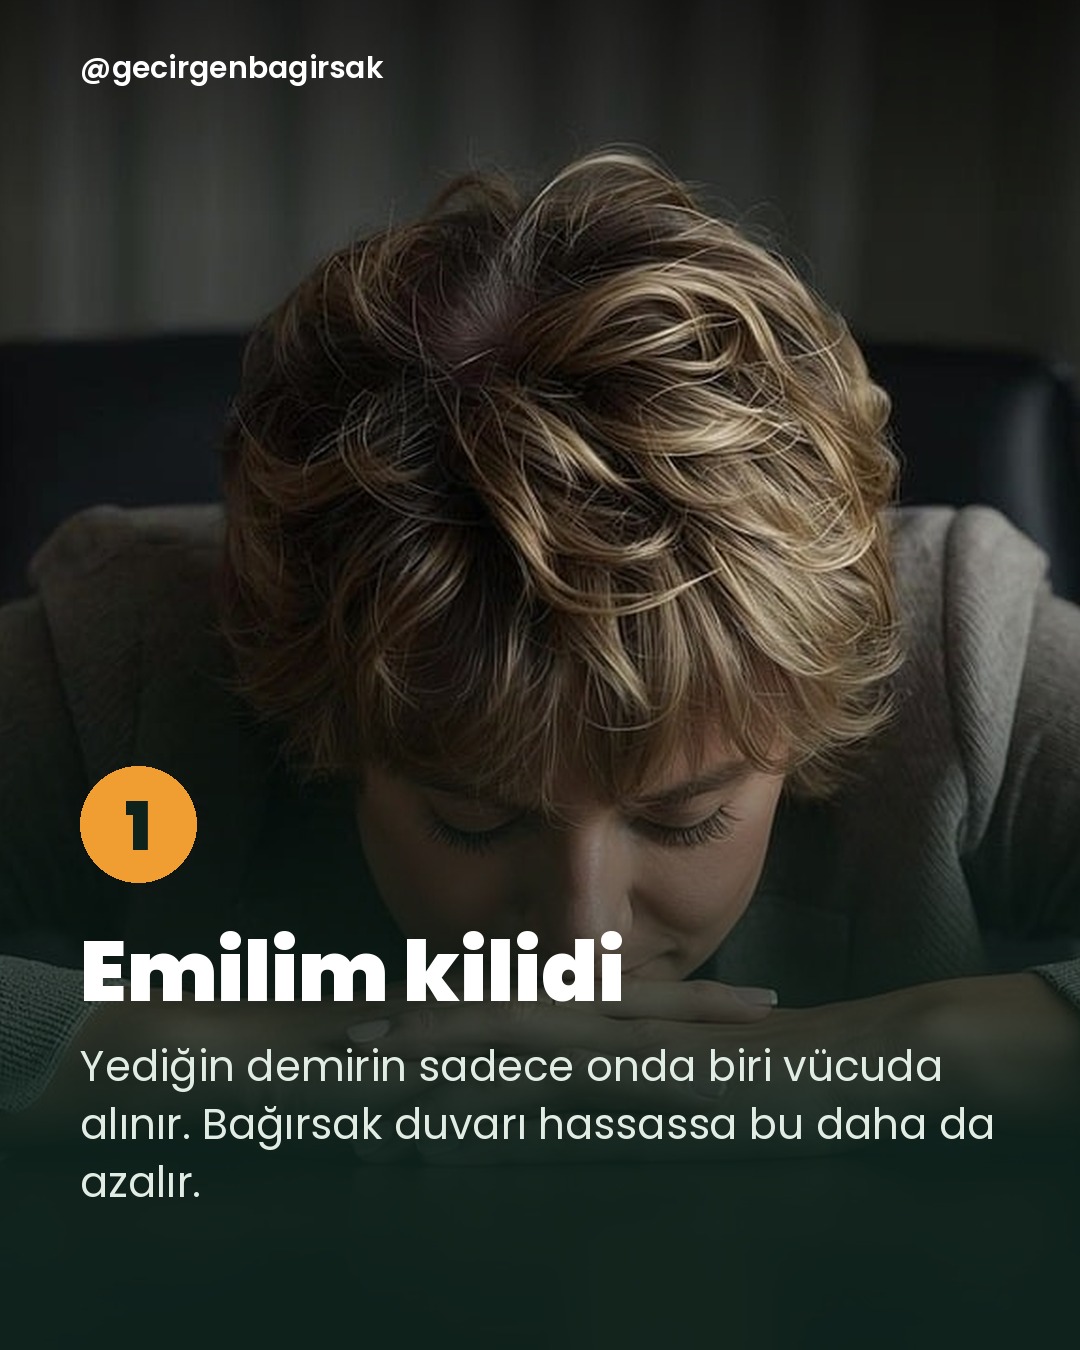 @gecirgenbagirsak
1
Emilim kilidi
Yediğin demirin sadece onda biri vücuda
alınır. Bağırsak duvarı hassassa bu daha da
azalır.